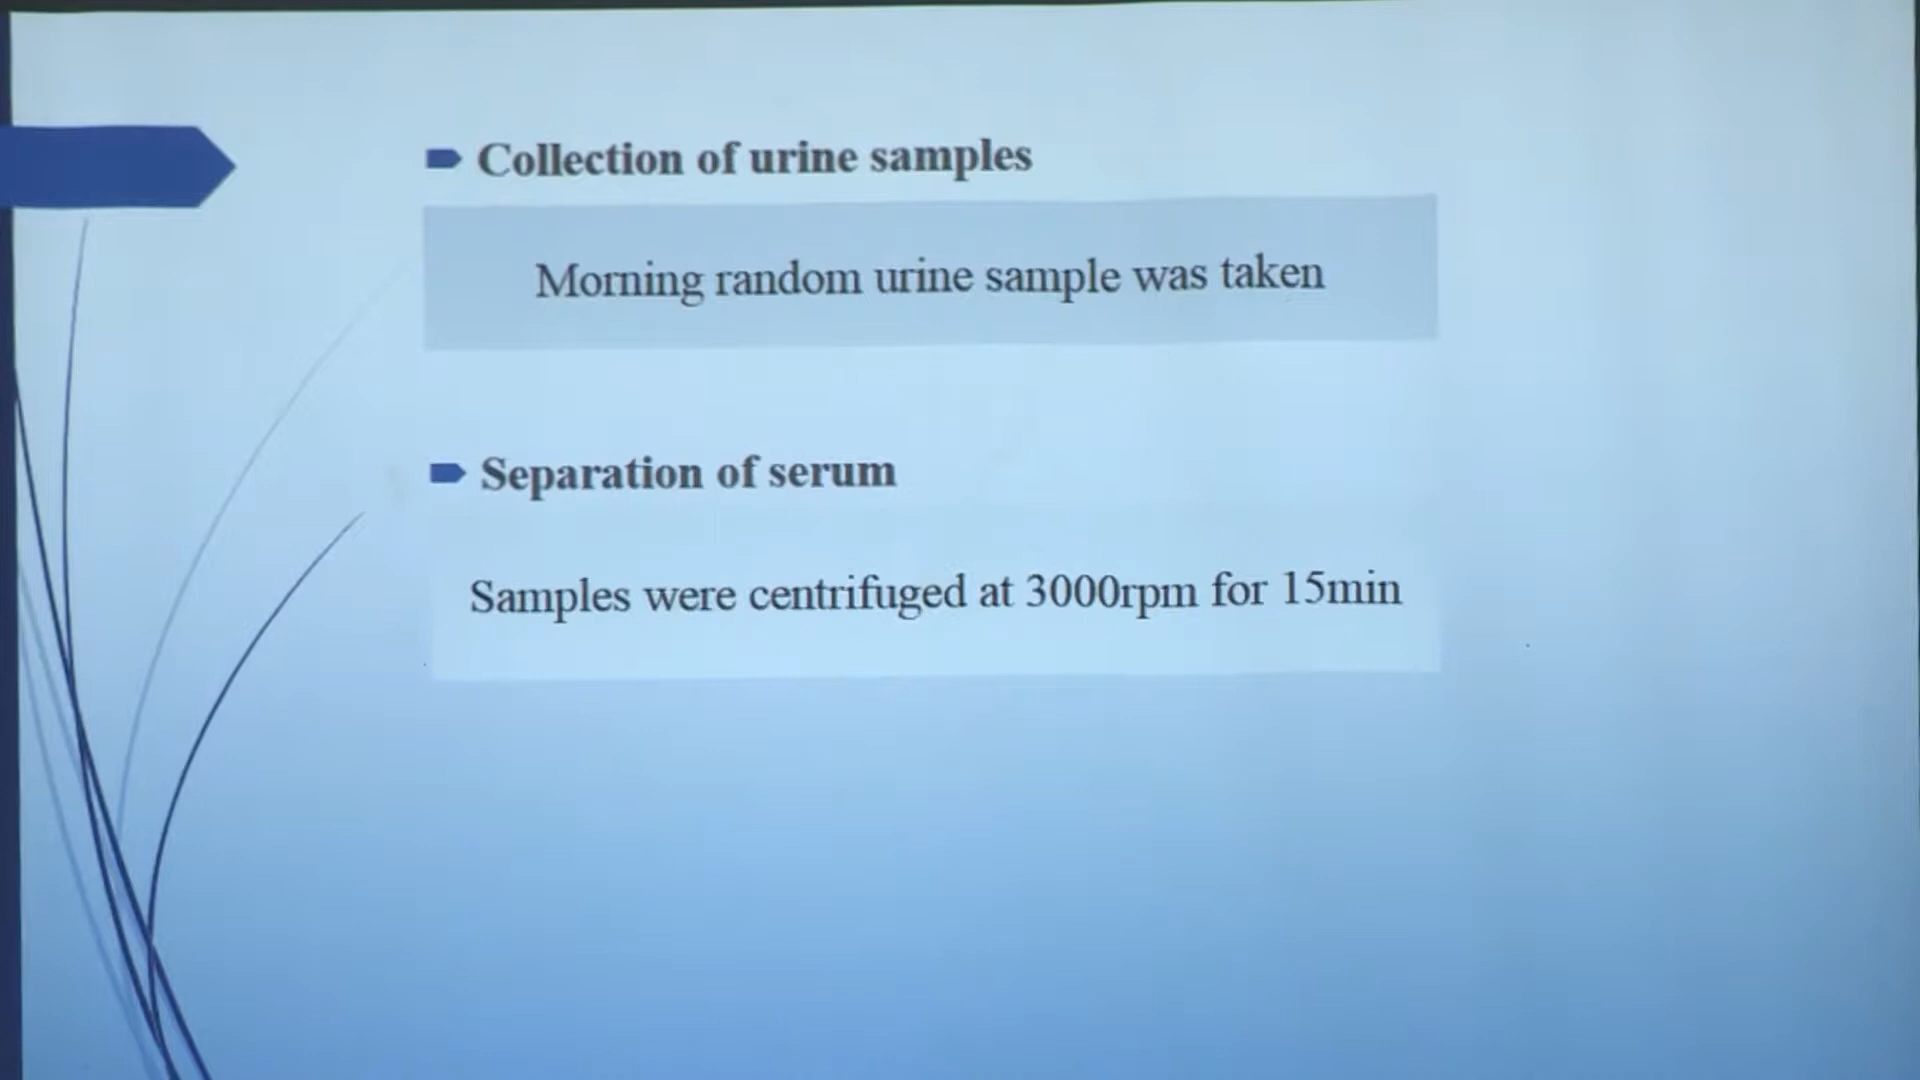 Collection of urine samples
Morning random urine sample was taken
Separation of serum
Samples were centrifuged at 3000rpm for 15min